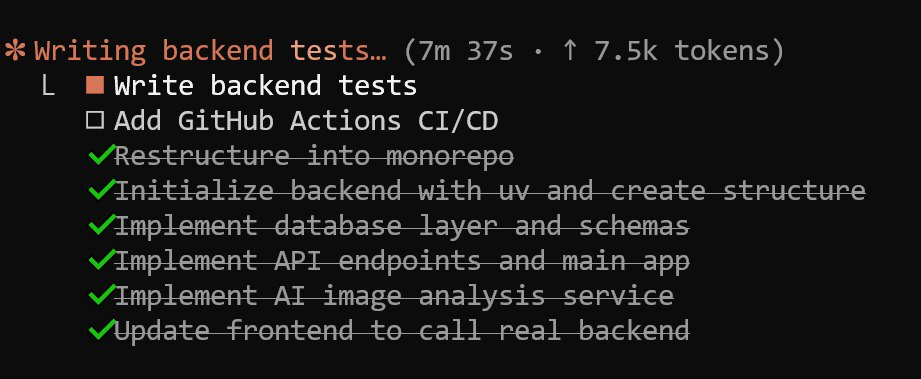 ✻ Writing backend tests… (7m 37s · ↑ 7.5k tokens)
└ ■ Write backend tests
□ Add GitHub Actions CI/CD
✓ Restructure into monorepo
✓ Initialize backend with uv and create structure
✓ Implement database layer and schemas
✓ Implement API endpoints and main app
✓ Implement AI image analysis service
✓ Update frontend to call real backend